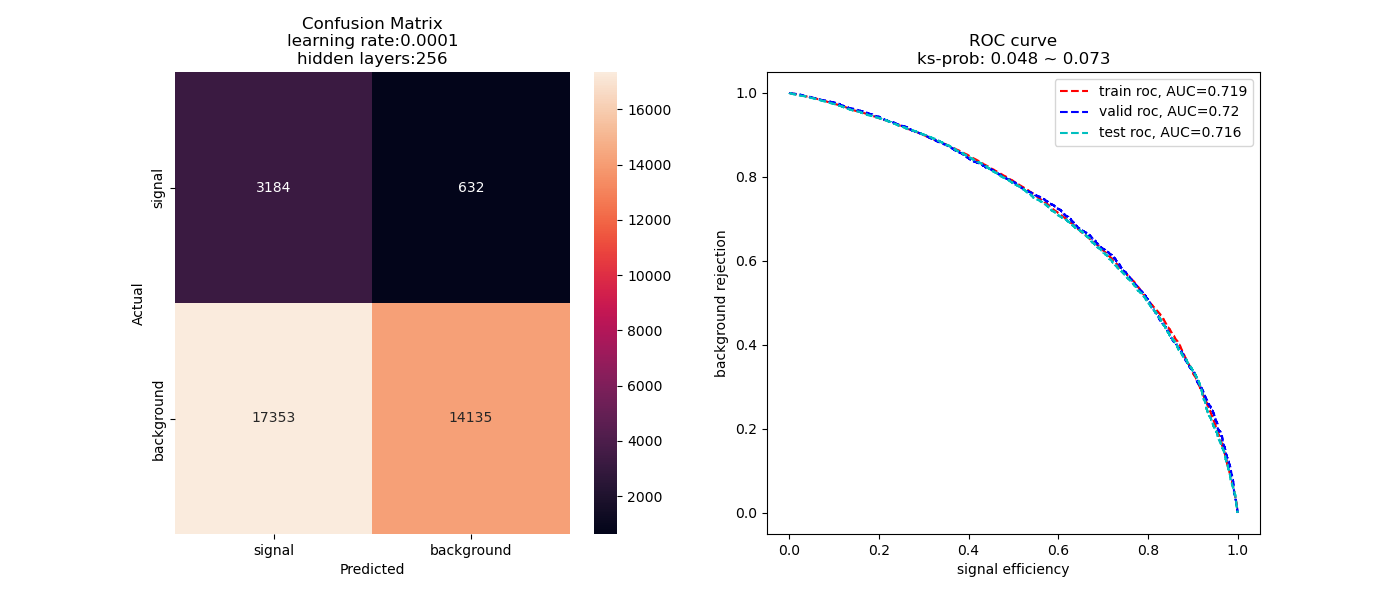 Confusion Matrix
learning rate:0.0001
hidden layers:256
signal
background
Actual
3184
632
17353
14135
signal
background
Predicted
16000
14000
12000
10000
8000
6000
4000
2000
ROC curve
ks-prob: 0.048 ~ 0.073
train roc, AUC=0.719
valid roc, AUC=0.72
test roc, AUC=0.716
background rejection
1.0
0.8
0.6
0.4
0.2
0.0
0.0
0.2
0.4
0.6
0.8
1.0
signal efficiency